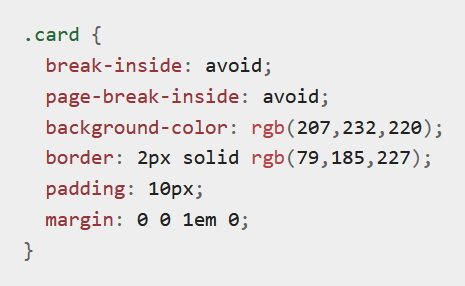 .card {
  break-inside: avoid;
  page-break-inside: avoid;
  background-color: rgb(207,232,220);
  border: 2px solid rgb(79,185,227);
  padding: 10px;
  margin: 0 0 1em 0;
}